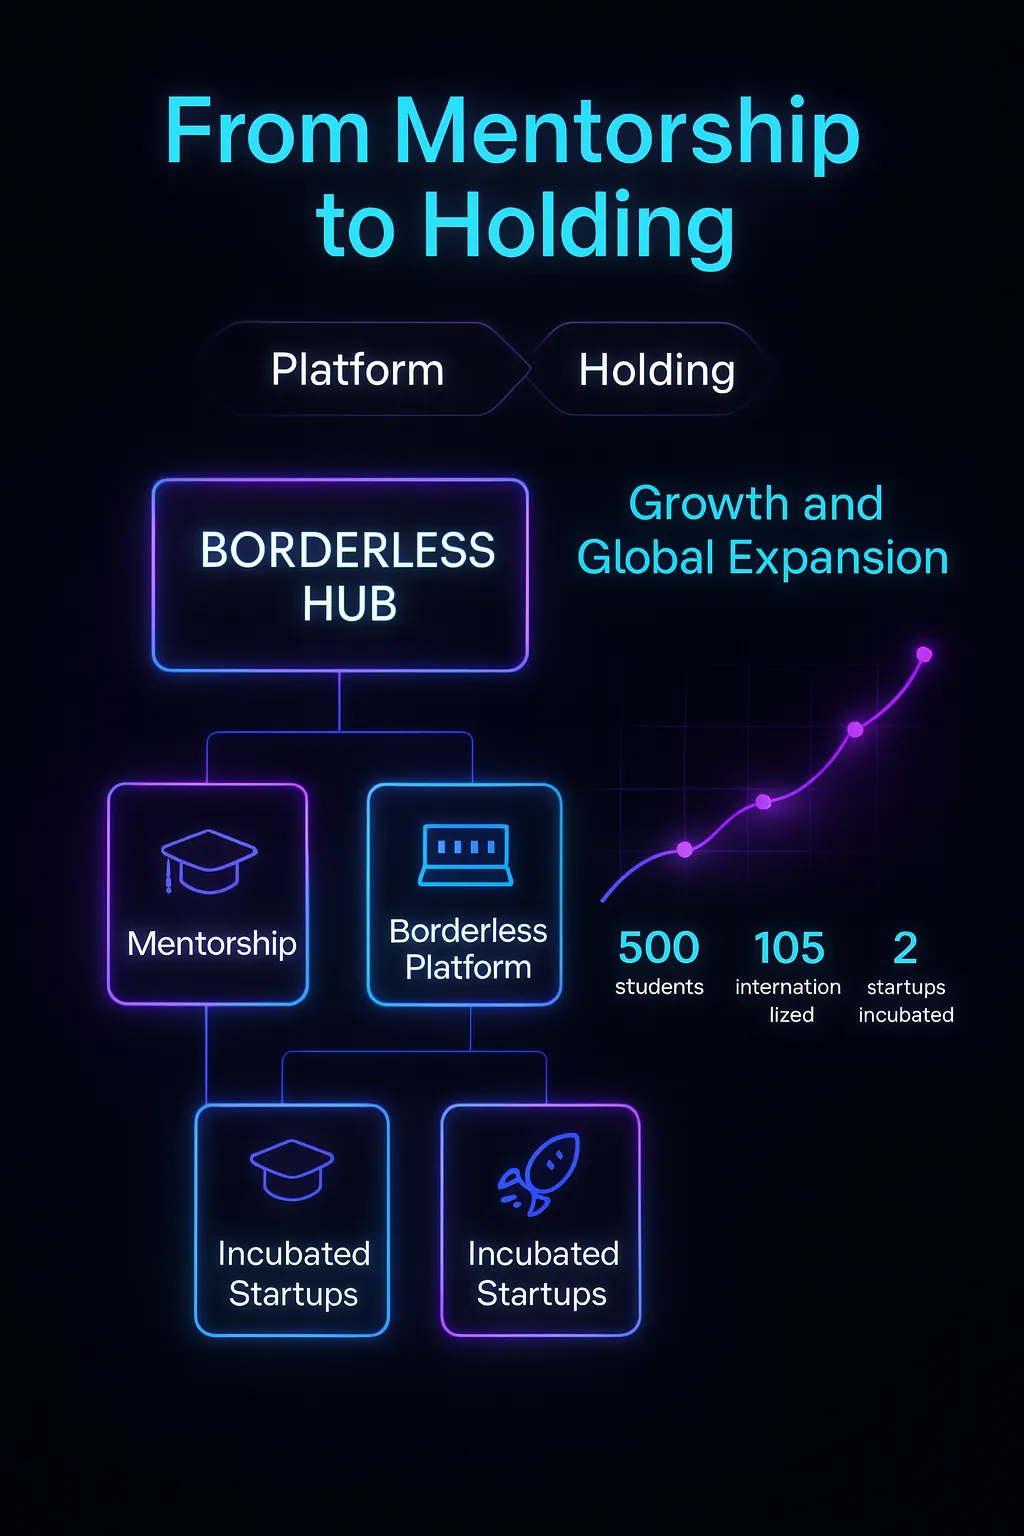 From Mentorship
to Holding
Platform
Holding
BORDERLESS
HUB
Growth and
Global Expansion
Mentorship
Borderless
Platform
500
students
105
internation
lized
2
startups
incubated
Incubated
Startups
Incubated
Startups